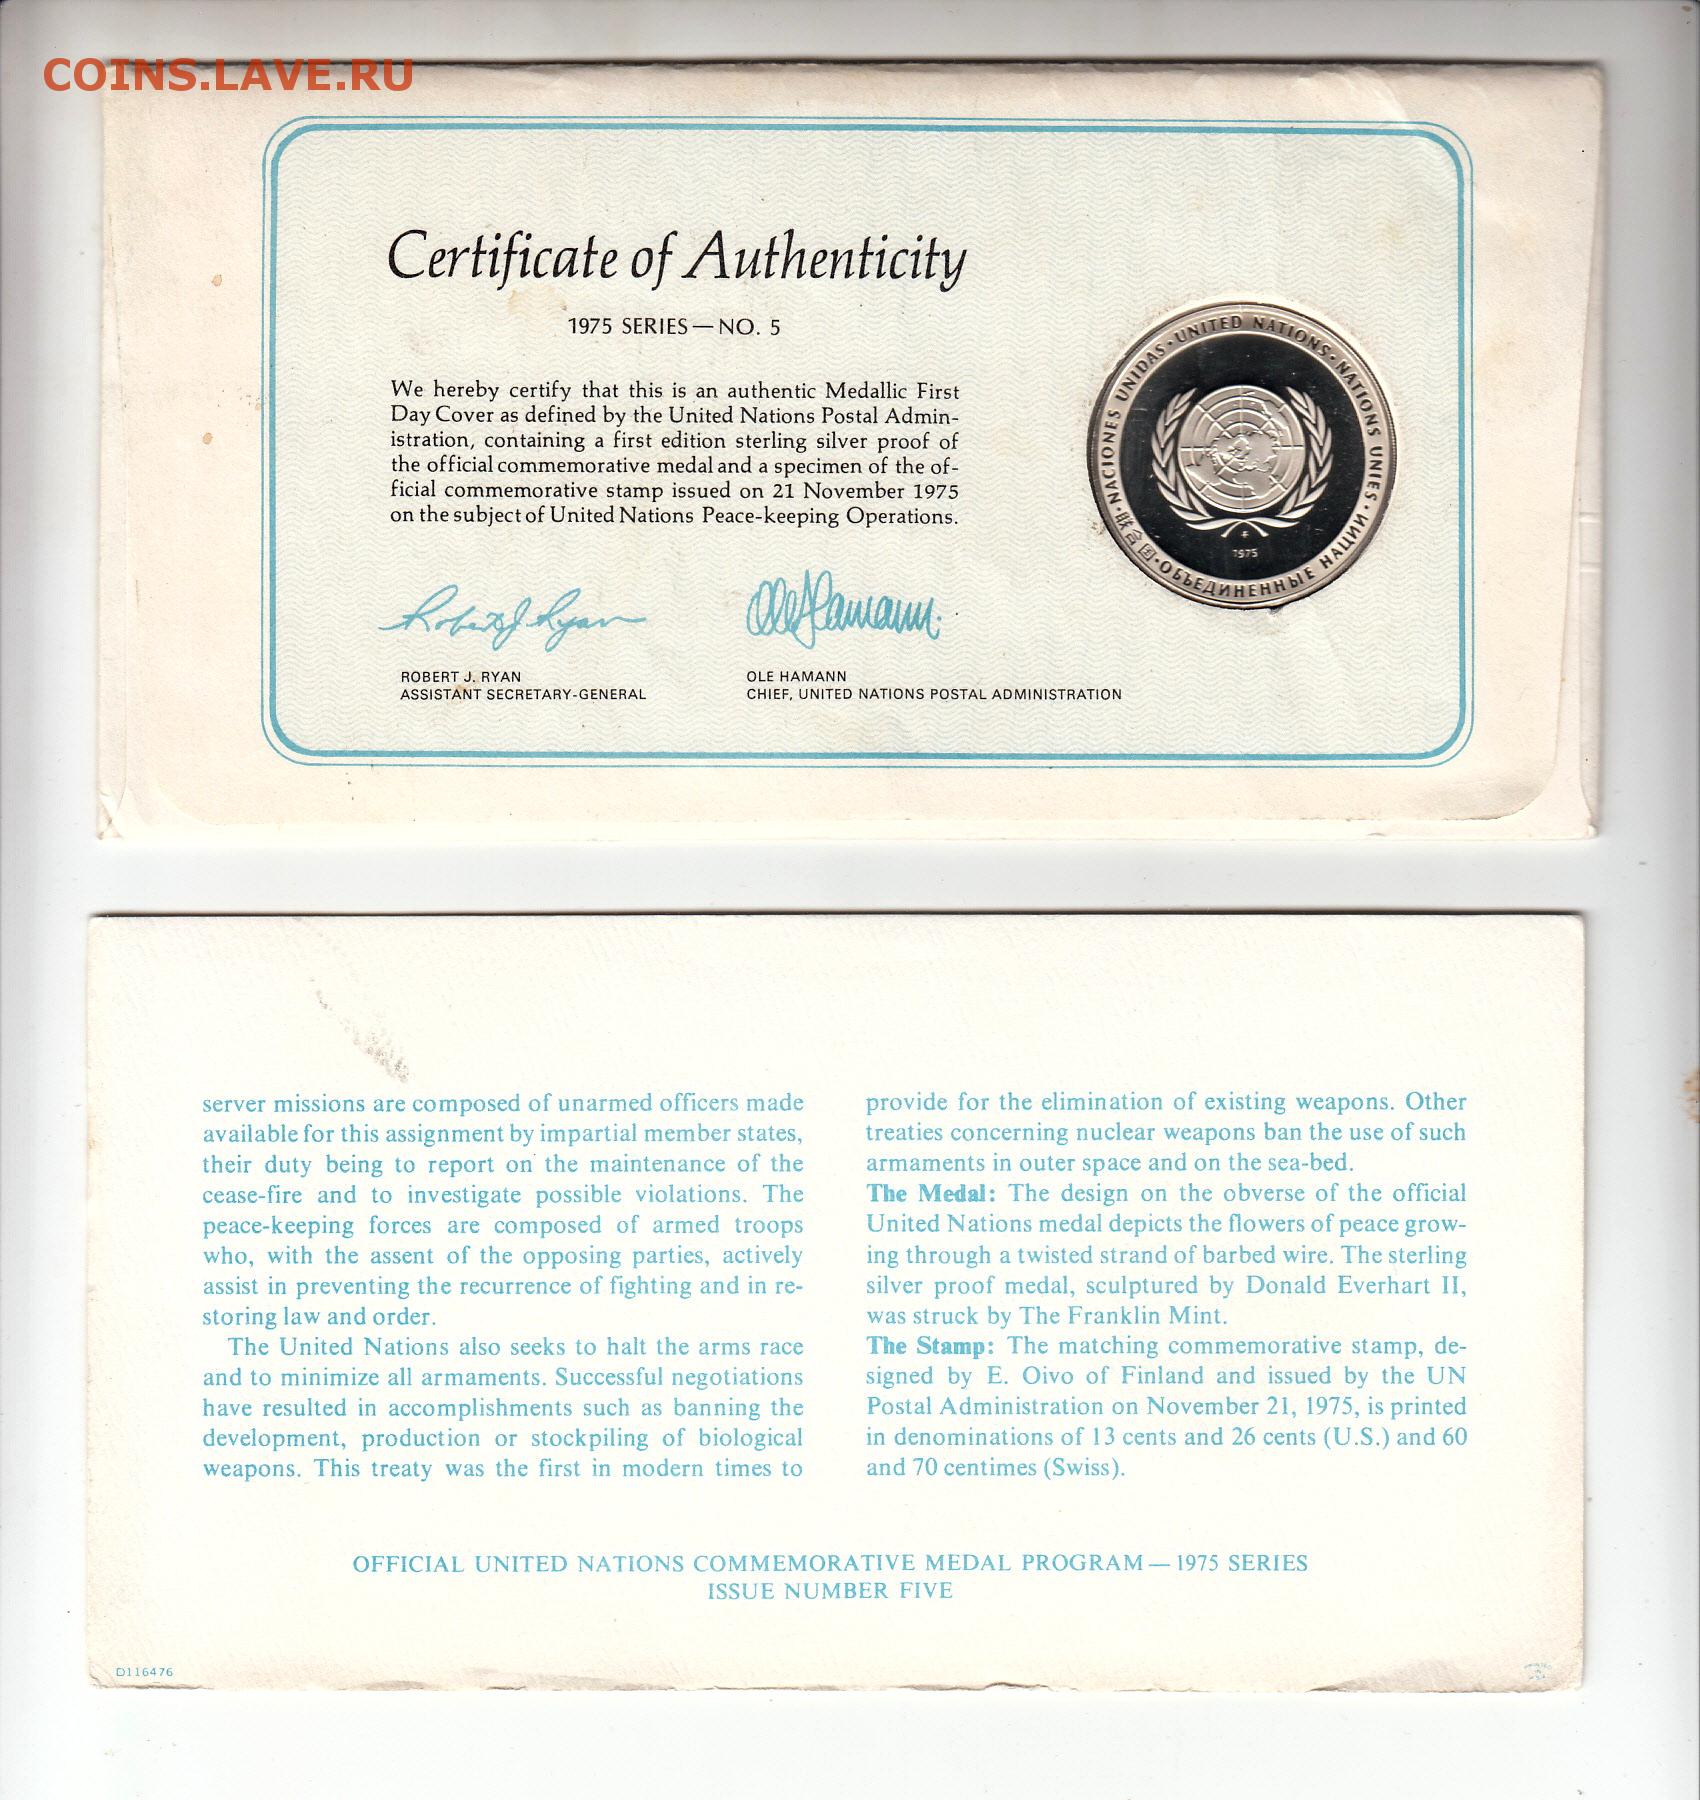 COINS.LAVE.RU
Certificate of Authenticity
1975 SERIES—NO. 5
We hereby certify that this is an authentic Medallic First
Day Cover as defined by the United Nations Postal Admin-
istration, containing a first edition sterling silver proof of
the official commemorative medal and a specimen of the of-
ficial commemorative stamp issued on 21 November 1975
on the subject of United Nations Peace-keeping Operations.
Robert J. Ryan
Ole Hamann
ROBERT J. RYAN
ASSISTANT SECRETARY-GENERAL
OLE HAMANN
CHIEF, UNITED NATIONS POSTAL ADMINISTRATION
NACIONES UNIDAS · UNITED NATIONS · NATIONS UNIES · ОБЪЕДИНЕННЫЕ НАЦИИ · 联合国 ·
1975
server missions are composed of unarmed officers made
available for this assignment by impartial member states,
their duty being to report on the maintenance of the
cease-fire and to investigate possible violations. The
peace-keeping forces are composed of armed troops
who, with the assent of the opposing parties, actively
assist in preventing the recurrence of fighting and in re-
storing law and order.
The United Nations also seeks to halt the arms race
and to minimize all armaments. Successful negotiations
have resulted in accomplishments such as banning the
development, production or stockpiling of biological
weapons. This treaty was the first in modern times to
provide for the elimination of existing weapons. Other
treaties concerning nuclear weapons ban the use of such
armaments in outer space and on the sea-bed.
The Medal: The design on the obverse of the official
United Nations medal depicts the flowers of peace grow-
ing through a twisted strand of barbed wire. The sterling
silver proof medal, sculptured by Donald Everhart II,
was struck by The Franklin Mint.
The Stamp: The matching commemorative stamp, de-
signed by E. Oivo of Finland and issued by the UN
Postal Administration on November 21, 1975, is printed
in denominations of 13 cents and 26 cents (U.S.) and 60
and 70 centimes (Swiss).
OFFICIAL UNITED NATIONS COMMEMORATIVE MEDAL PROGRAM—1975 SERIES
ISSUE NUMBER FIVE
D116476